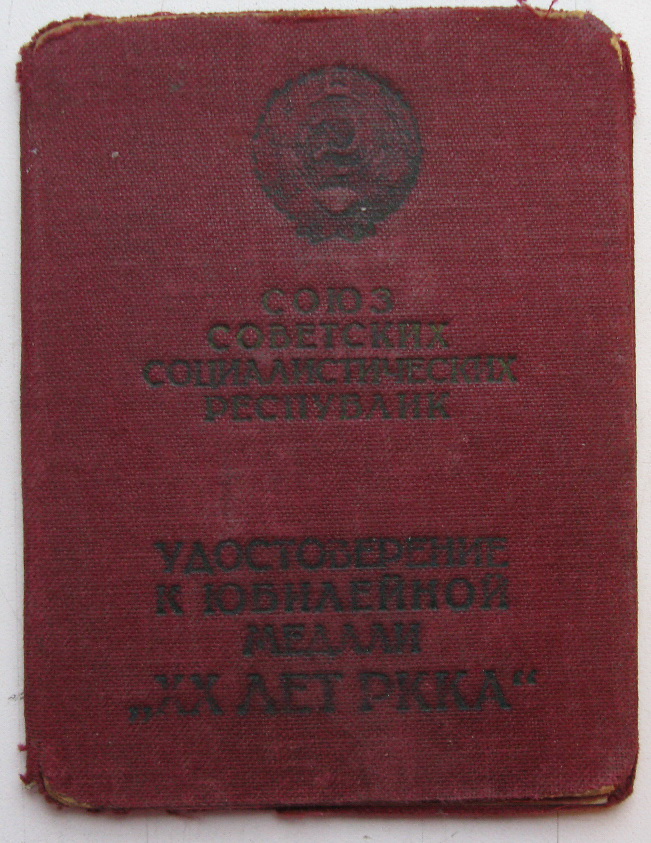 СОЮЗ
СОВЕТСКИХ
СОЦИАЛИСТИЧЕСКИХ
РЕСПУБЛИК
УДОСТОВЕРЕНИЕ
К ЮБИЛЕЙНОЙ
МЕДАЛИ
„XX ЛЕТ РККА“